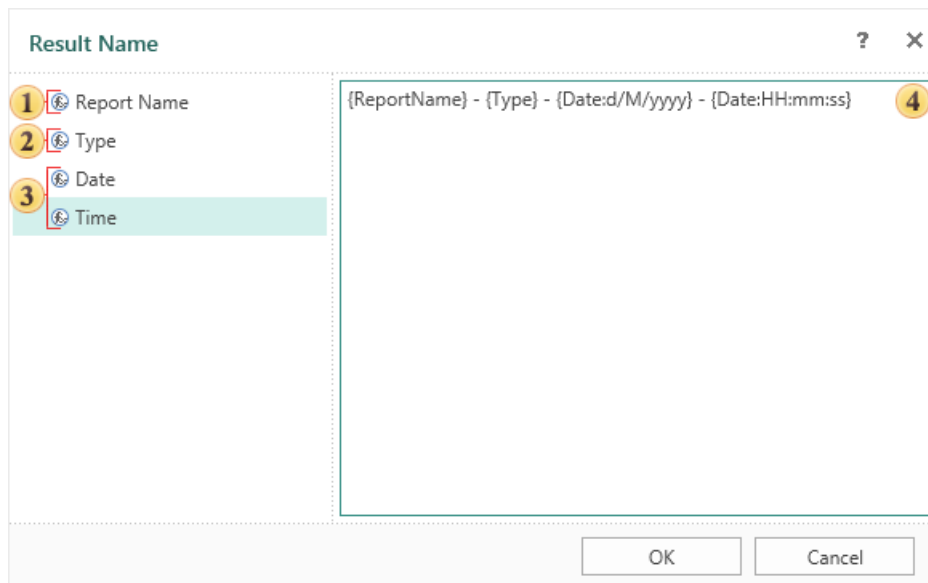 Result Name
? ×
1 Report Name
2 Type
3
Date
Time
{ReportName} - {Type} - {Date:d/M/yyyy} - {Date:HH:mm:ss} 4
OK Cancel